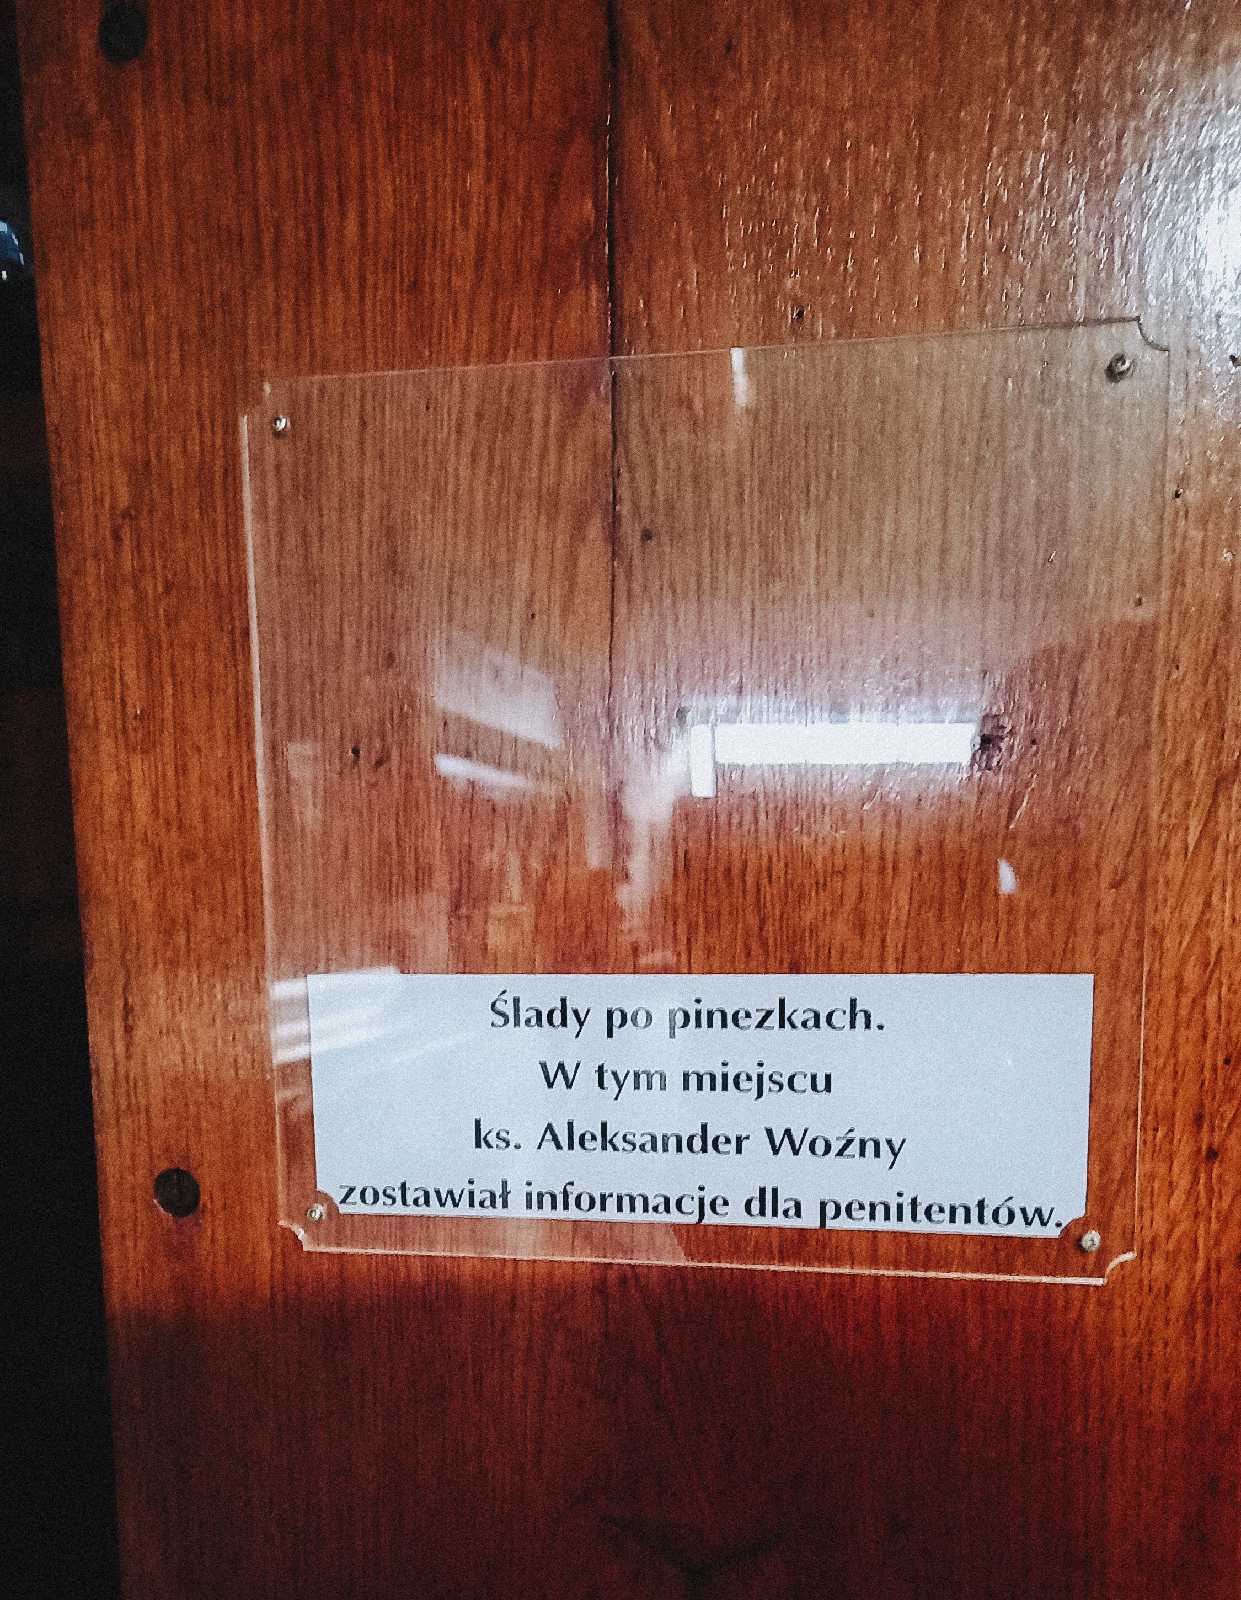 Ślady po pinezkach.
W tym miejscu
ks. Aleksander Woźny
zostawiał informacje dla penitentów.